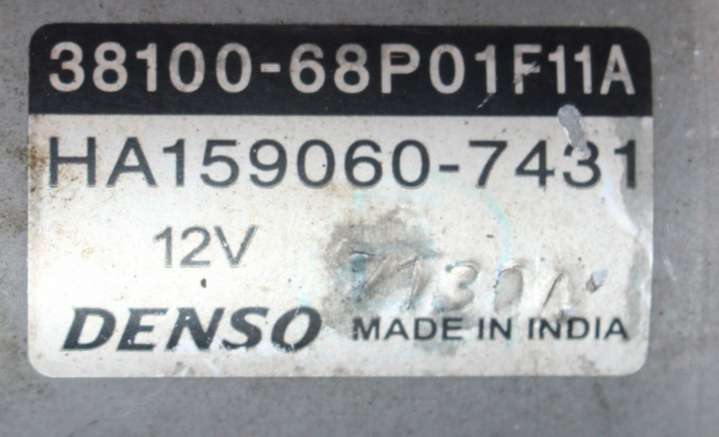 38100-68P01F11A
HA159060-7431
12V
DENSO MADE IN INDIA